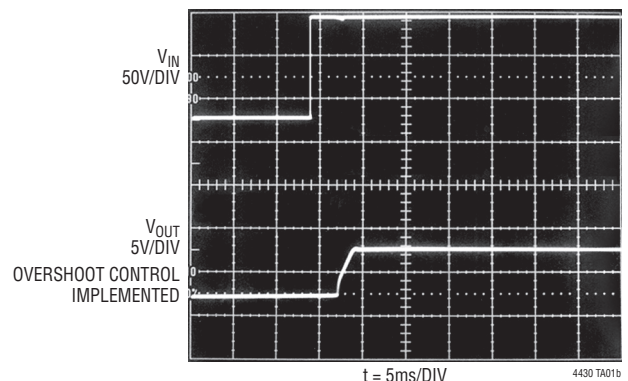 V_IN
50V/DIV
V_OUT
5V/DIV
OVERSHOOT CONTROL
IMPLEMENTED
t = 5ms/DIV
4430 TA01b